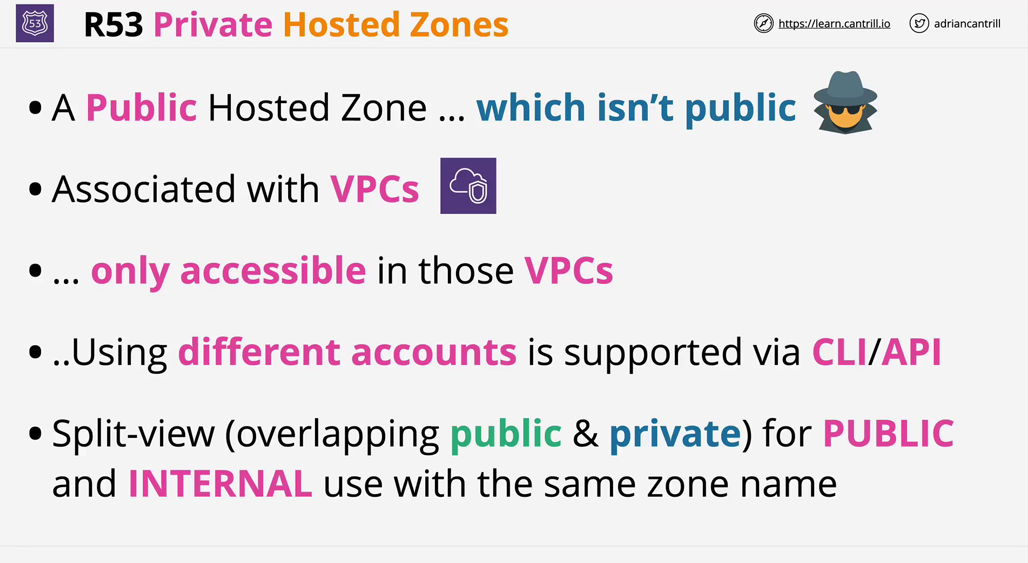 53
R53 Private Hosted Zones
https://learn.cantrill.io
adriancantrill
• A Public Hosted Zone ... which isn't public
• Associated with VPCs
• ... only accessible in those VPCs
• ..Using different accounts is supported via CLI/API
• Split-view (overlapping public & private) for PUBLIC
and INTERNAL use with the same zone name